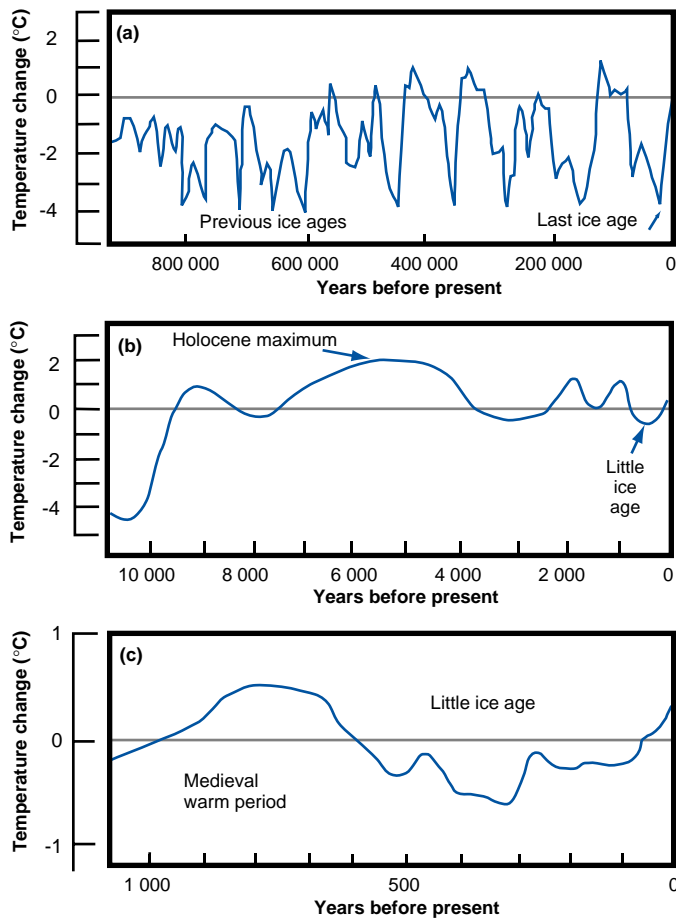 (a)
Temperature change (°C)
2
0
-2
-4
Previous ice ages
Last ice age
800 000 600 000 400 000 200 000 0
Years before present
(b)
Temperature change (°C)
2
0
-2
-4
Holocene maximum
Little
ice
age
10 000 8 000 6 000 4 000 2 000 0
Years before present
(c)
Temperature change (°C)
1
0
-1
Little ice age
Medieval
warm period
1 000 500 0
Years before present